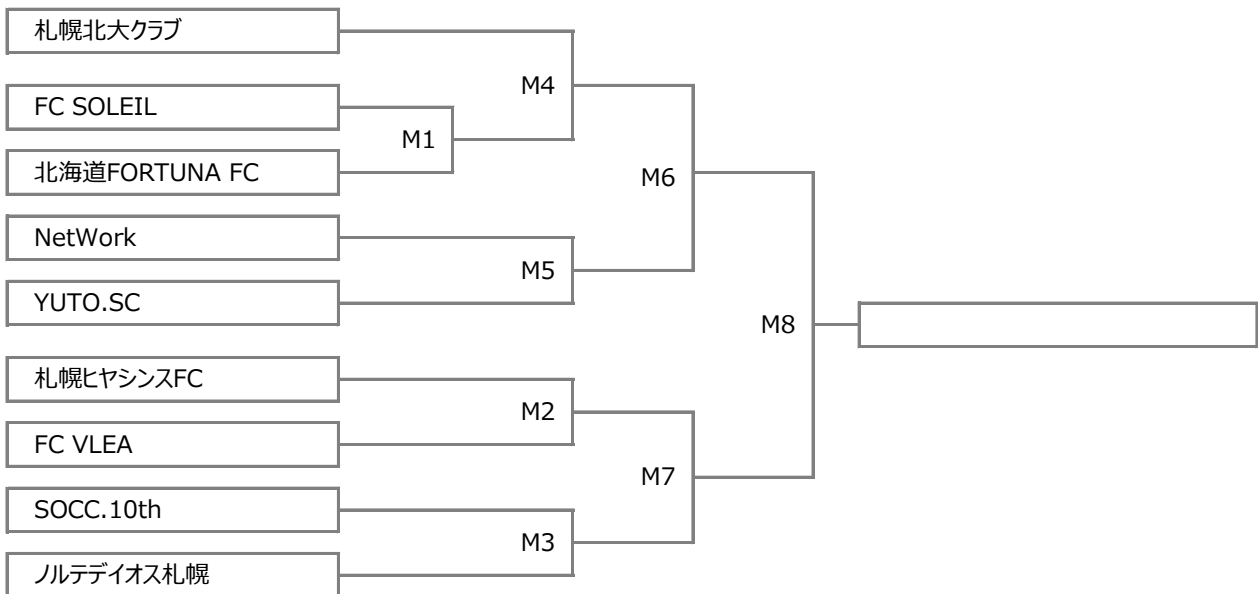 札幌北大クラブ
M4
FC SOLEIL
M1
北海道FORTUNA FC
M6
NetWork
M5
YUTO.SC
M8
札幌ヒヤシンスFC
M2
FC VLEA
M7
SOCC.10th
M3
ノルテデイオス札幌